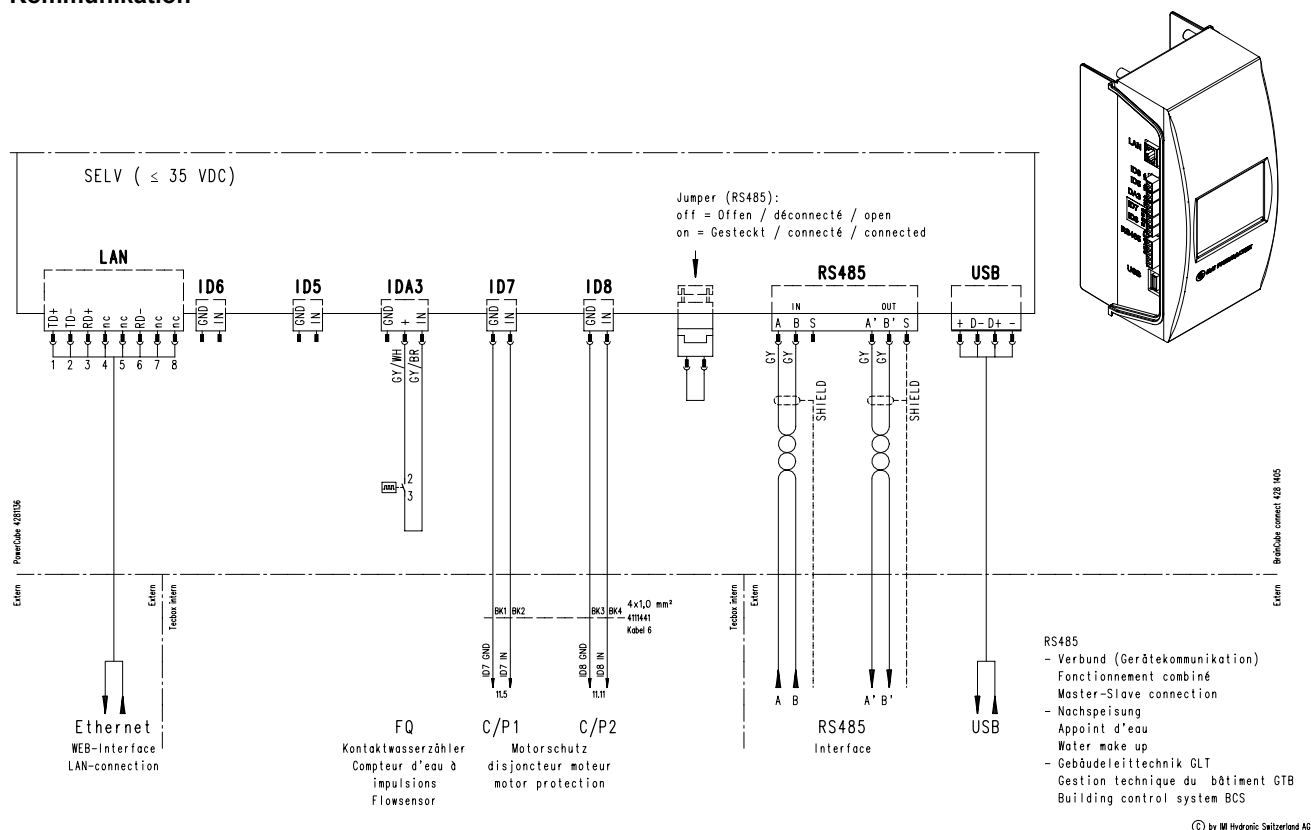 Kommunikation
SELV ( ≤ 35 VDC)
Jumper (RS485):
off = Offen / déconnecté / open
on = Gesteckt / connecté / connected
LAN
ID6
ID5
IDA3
ID7
ID8
RS485
USB
TD+
TD-
RD+
nc
nc
RD-
nc
nc
GND
IN
GND
IN
GND
+
IN
GND
IN
GND
IN
IN
OUT
A B S
A' B' S
+ D- D+ -
1 2 3 4 5 6 7 8
GY/WH
GY/BR
GY
GY
GY
GY
SHIELD
SHIELD
2
3
PowerCube 4281136
BrainCube connect 428 1405
Extern
Extern
Tecbox intern
Tecbox intern
Extern
Extern
BK1 BK2
BK3 BK4
4x1,0 mm²
4111441
Kabel 6
ID7 GND
ID7 IN
ID8 GND
ID8 IN
11.5
11.11
A B
A' B'
Ethernet
WEB-Interface
LAN-connection
FQ
Kontaktwasserzähler
Compteur d'eau à
impulsions
Flowsensor
C/P1
C/P2
Motorschutz
disjoncteur moteur
motor protection
RS485
Interface
USB
RS485
- Verbund (Gerätekommunikation)
Fonctionnement combiné
Master-Slave connection
- Nachspeisung
Appoint d'eau
Water make up
- Gebäudeleittechnik GLT
Gestion technique du bâtiment GTB
Building control system BCS
© by IMI Hydronic Switzerland AG
LAN
RS485
USB